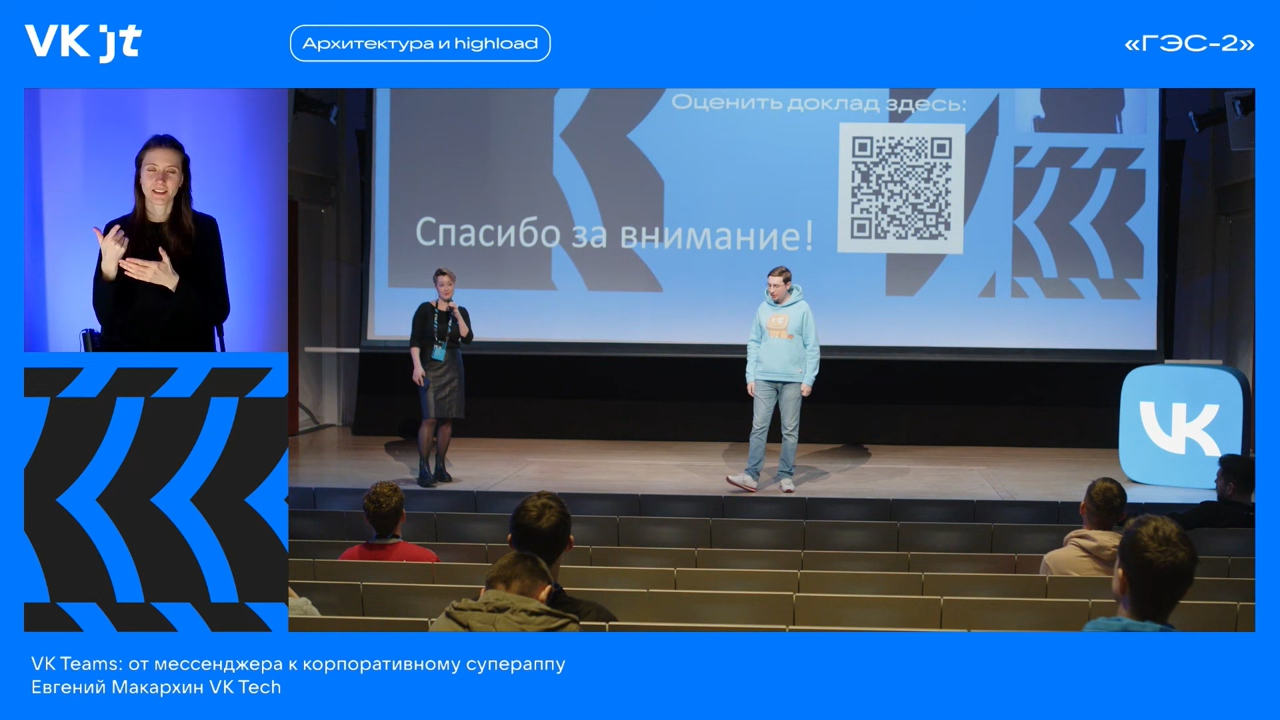 VK JT
Архитектура и highload
«ГЭС-2»
Оценить доклад здесь:
Спасибо за внимание!
VK
VK Teams: от мессенджера к корпоративному супераппу
Евгений Макархин VK Tech